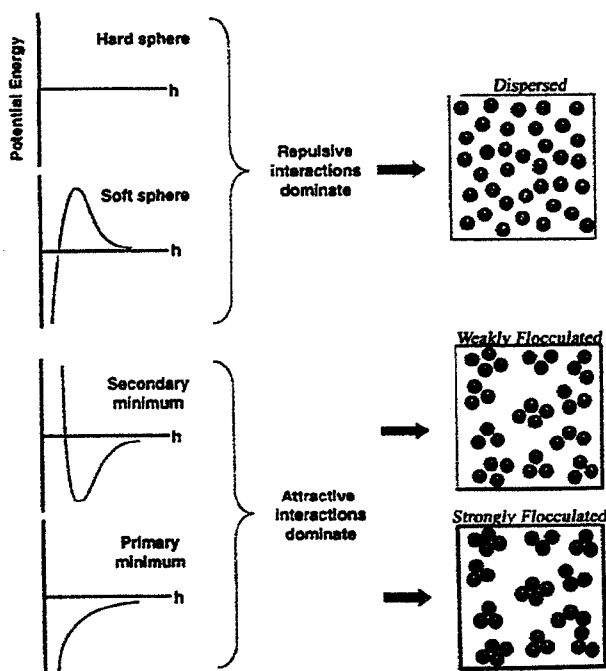 Potential Energy
Hard sphere
h
Soft sphere
h
Repulsive
interactions
dominate
Dispersed
Secondary
minimum
h
Primary
minimum
h
Attractive
interactions
dominate
Weakly Flocculated
Strongly Flocculated